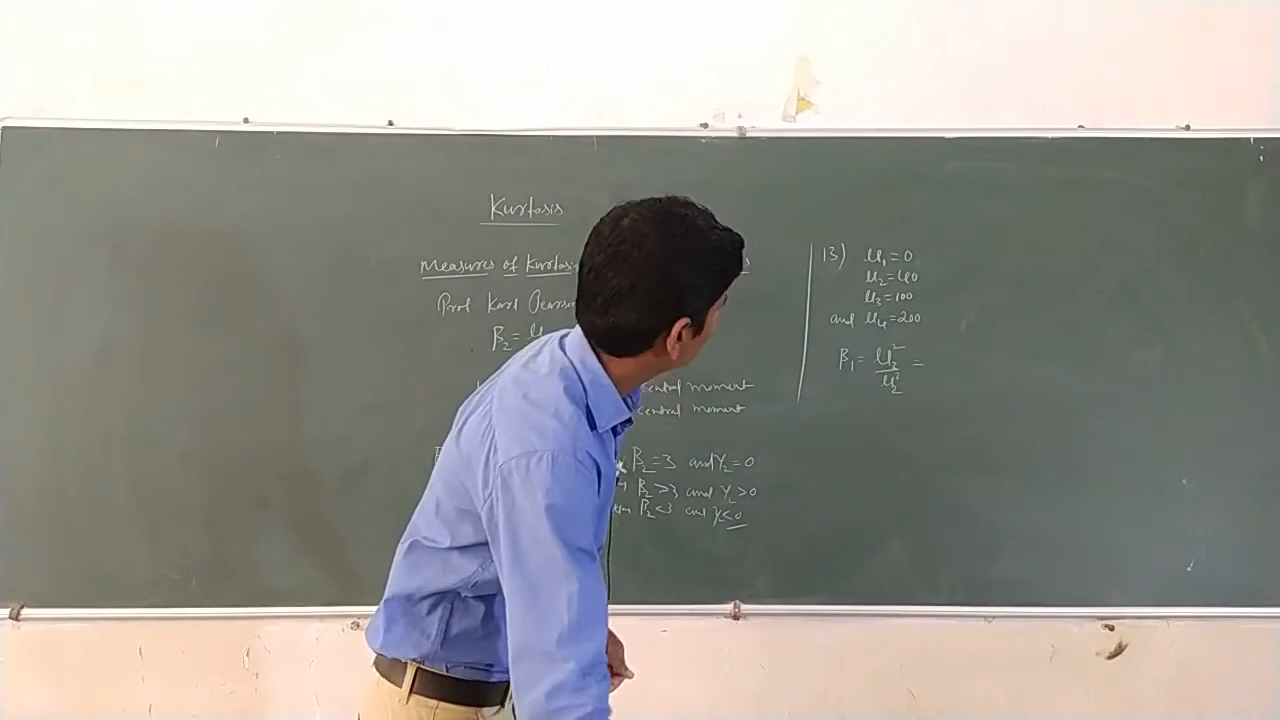 Kurtosis
Measures of Kurtosis
Prof Karl Pearson
β₂ = μ
central moment
central moment
β₂=3 and γ₂=0
β₂>3 and γ₂>0
β₂<3 and γ₂<0
13) μ₁=0
μ₂=40
μ₃=100
and μ₄=200
β₁ = μ₃² / μ₂³ =